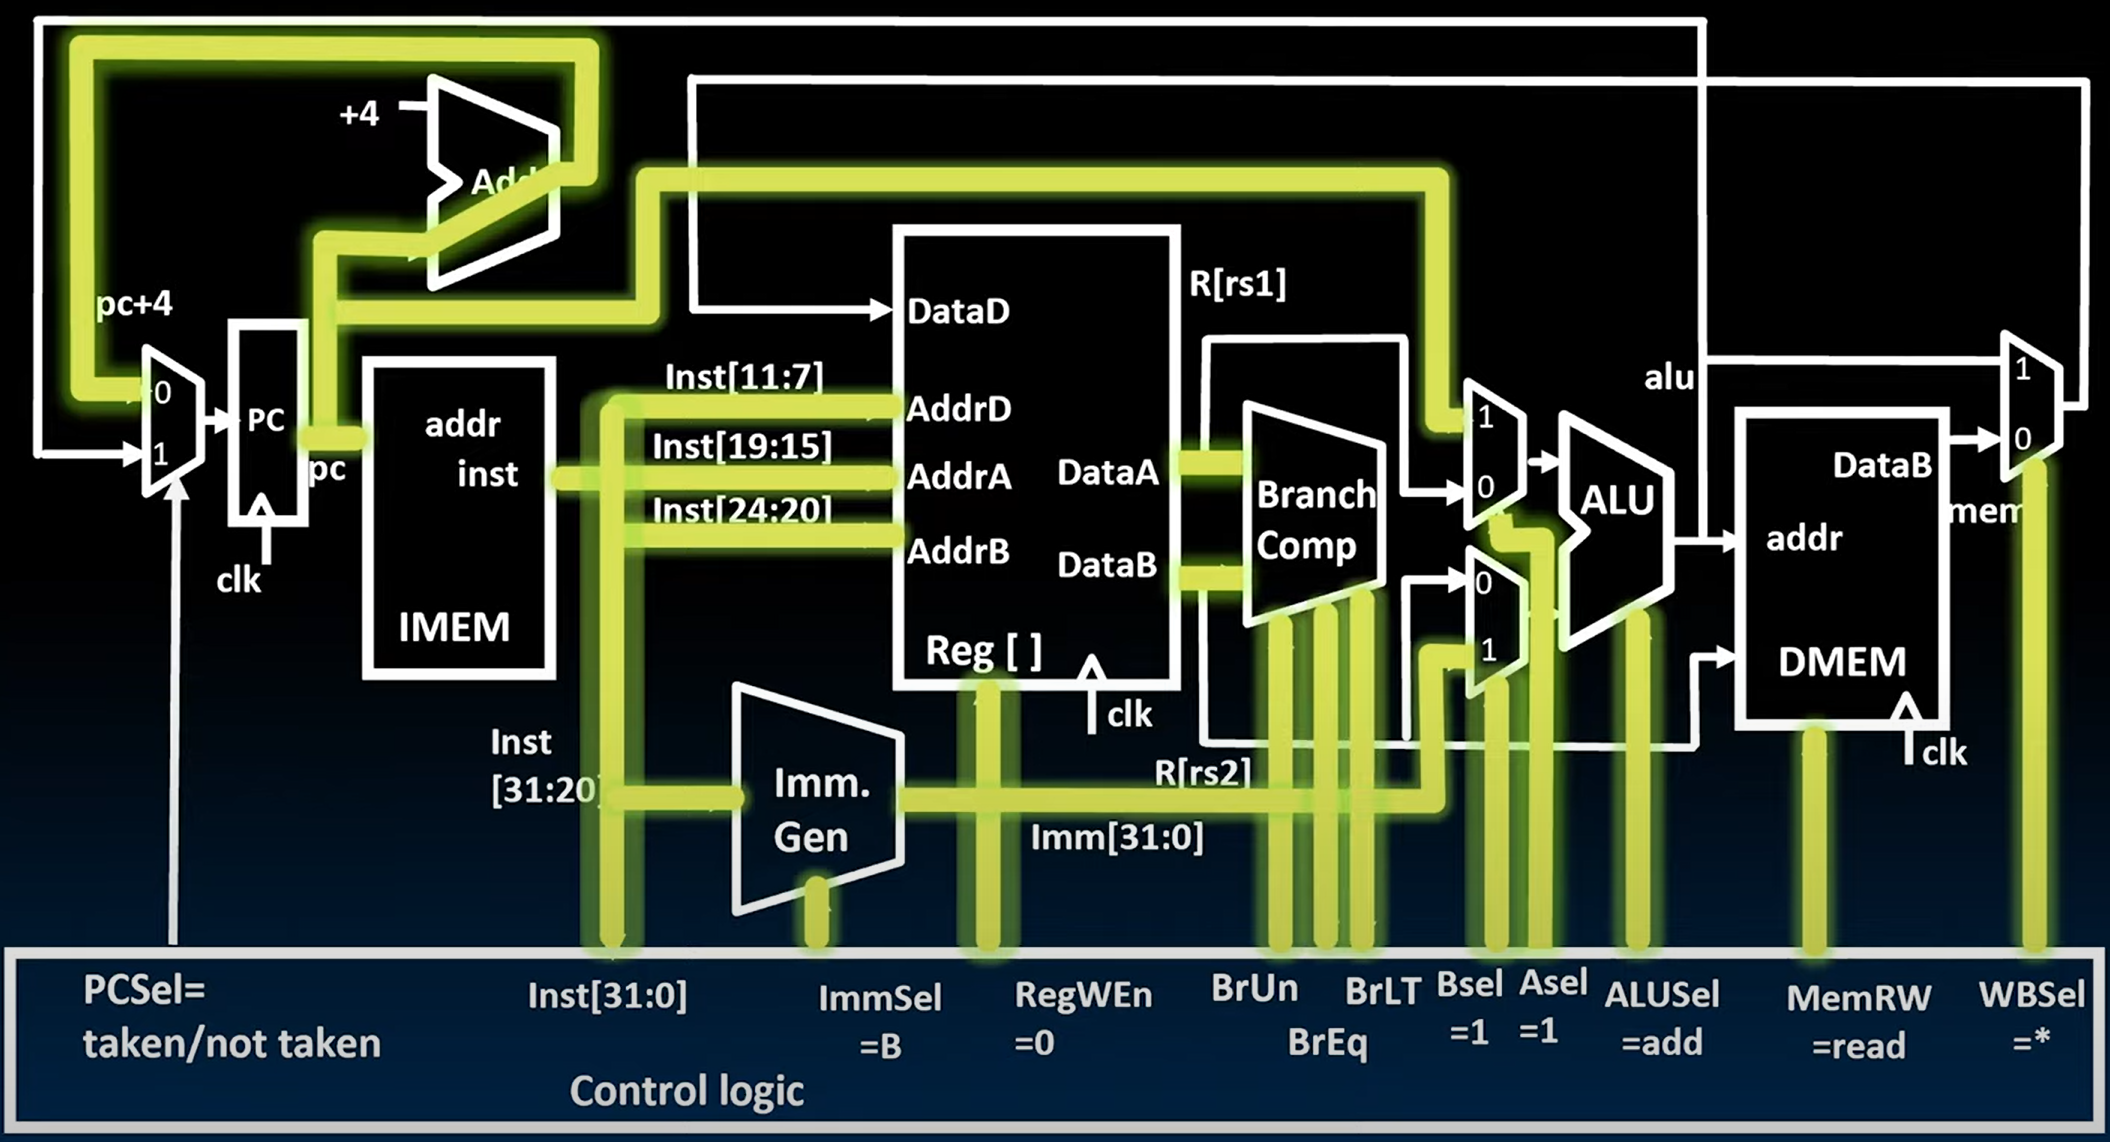 +4
Add
pc+4
R[rs1]
DataD
Inst[11:7]
alu
1
0
PC
addr
AddrD
1
0
1
pc
inst
Inst[19:15]
AddrA
DataA
Branch
Comp
0
ALU
DataB
mem
Inst[24:20]
AddrB
DataB
addr
clk
0
IMEM
Reg [ ]
1
DMEM
clk
clk
Inst
[31:20]
Imm.
Gen
R[rs2]
Imm[31:0]
PCSel=
taken/not taken
Inst[31:0]
ImmSel
=B
RegWEn
=0
BrUn
BrEq
BrLT
Bsel
=1
Asel
=1
ALUSel
=add
MemRW
=read
WBSel
=*
Control logic